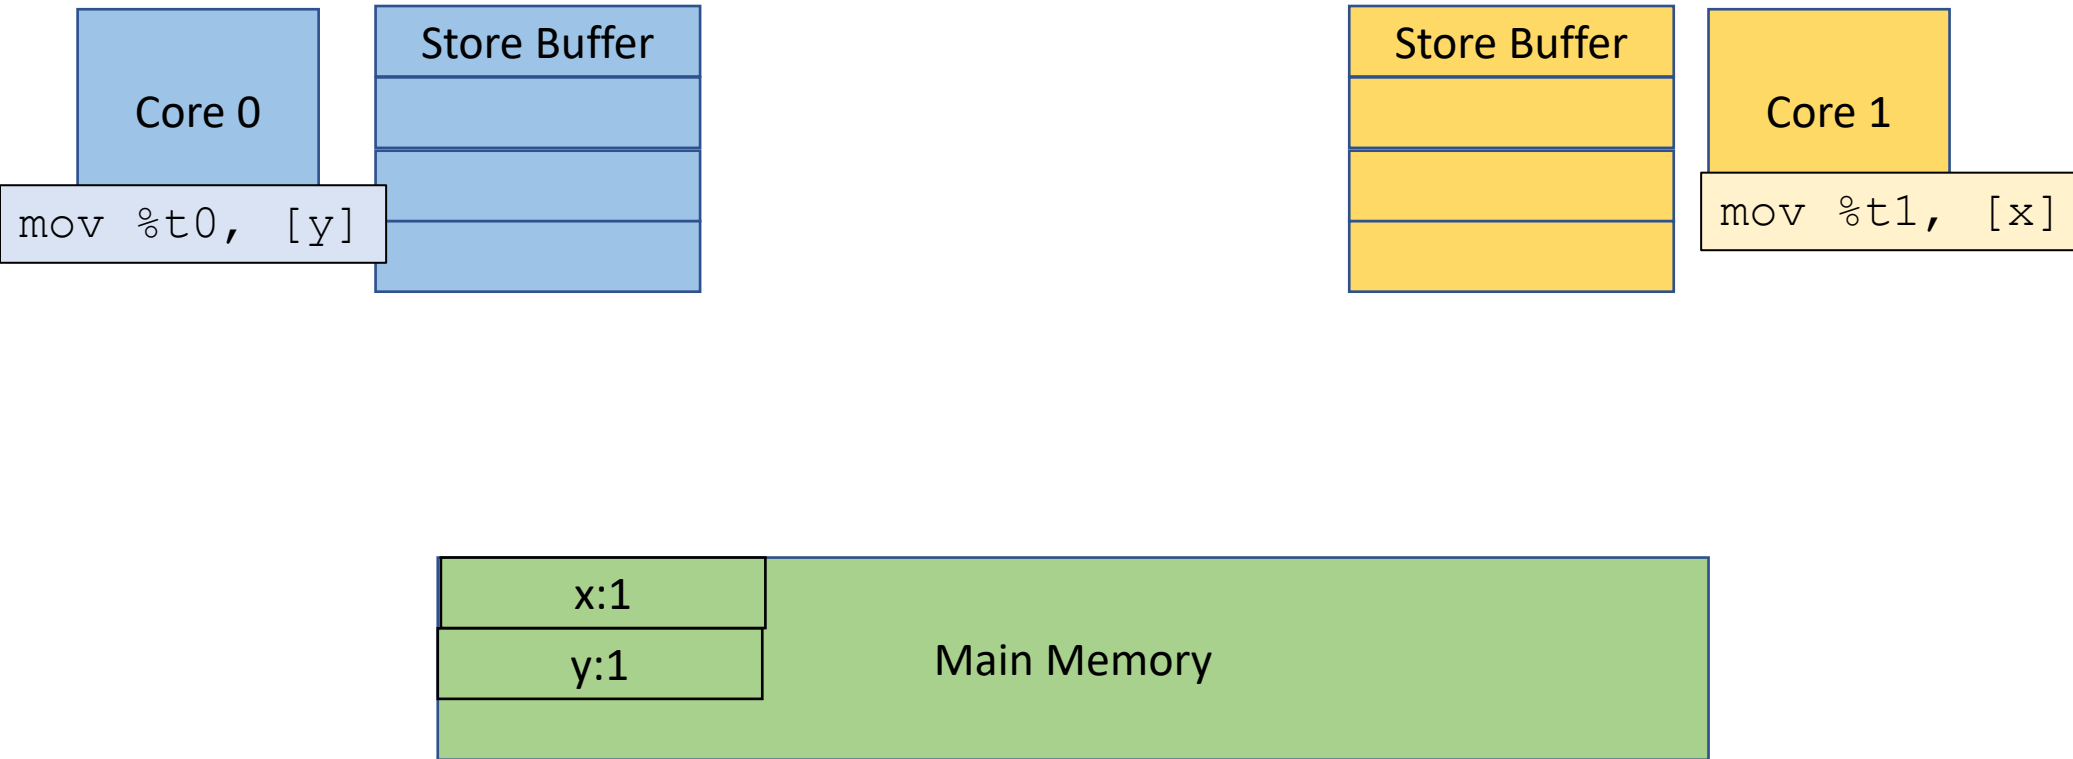 Core 0
Store Buffer
mov %t0, [y]
Store Buffer
Core 1
mov %t1, [x]
x:1
y:1
Main Memory